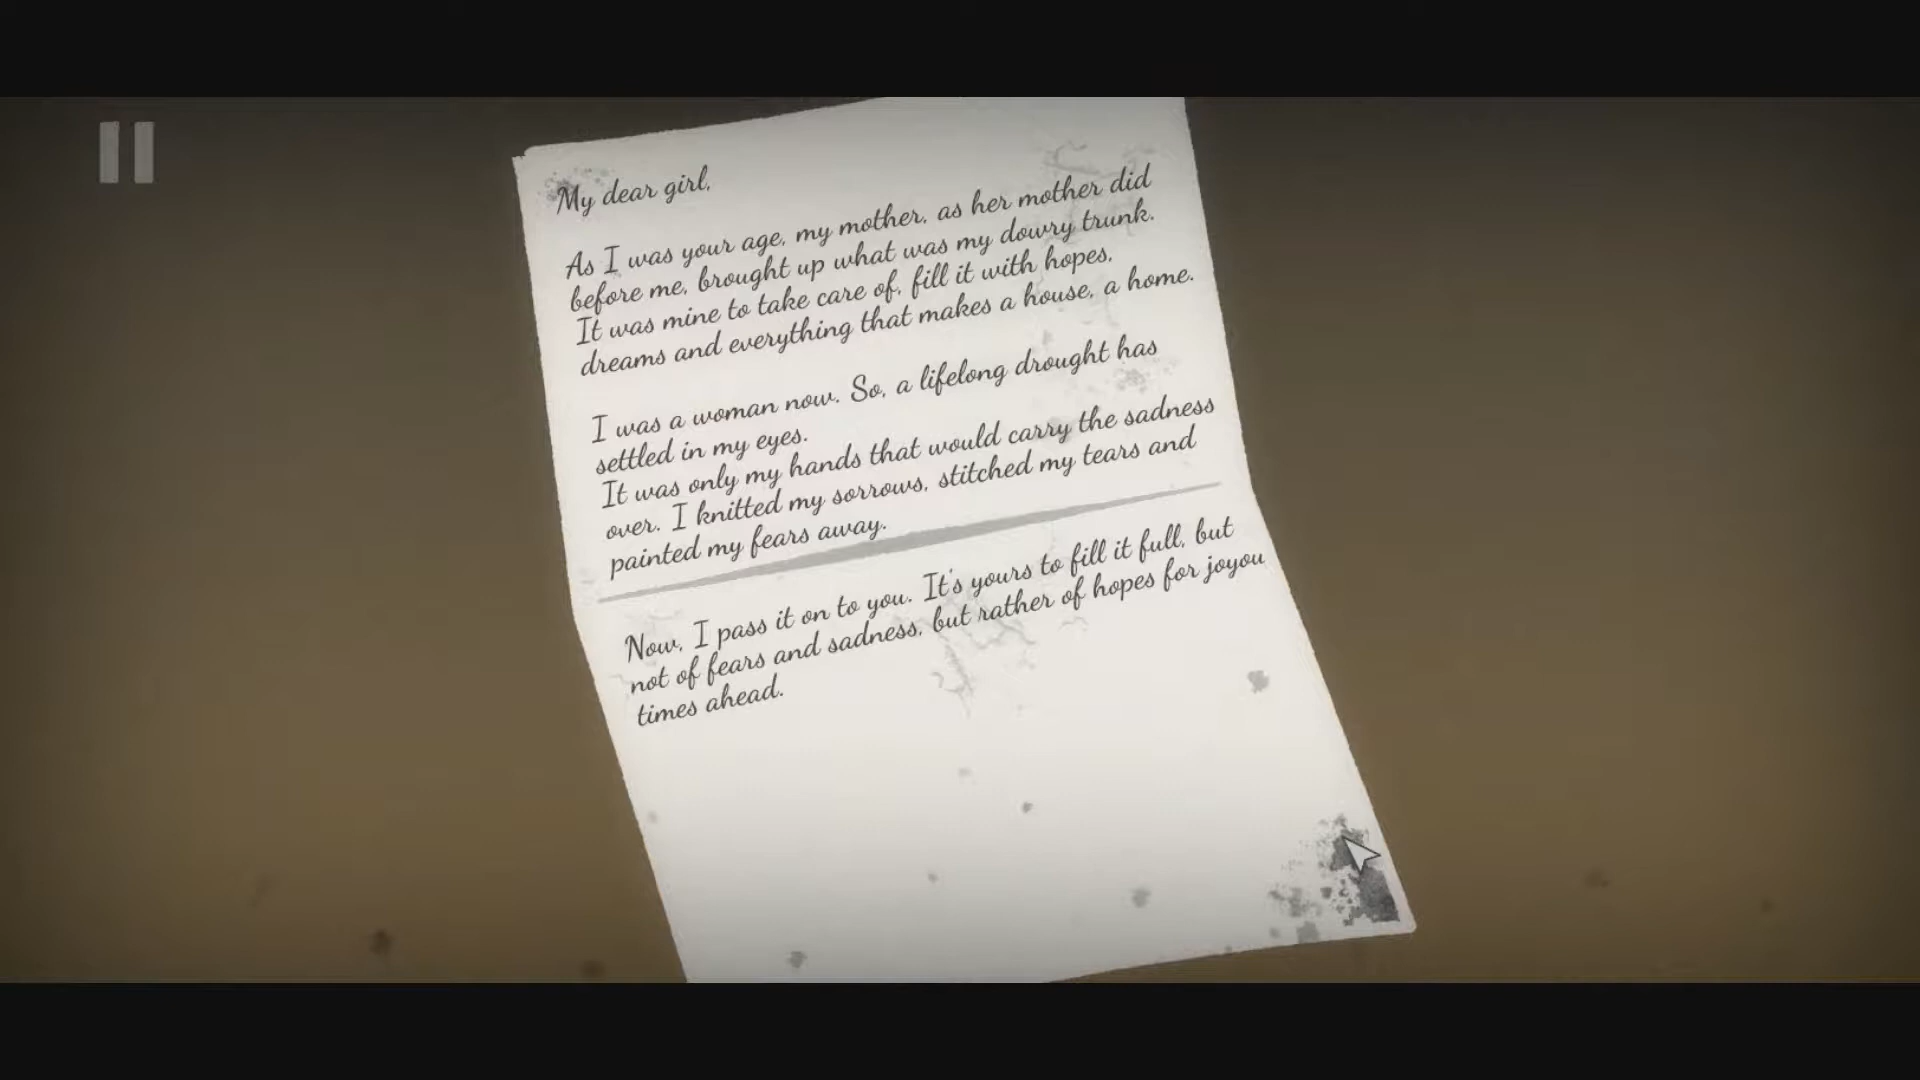 My dear girl,
As I was your age, my mother, as her mother did
before me, brought up what was my dowry trunk.
It was mine to take care of, fill it with hopes,
dreams and everything that makes a house, a home.
I was a woman now. So, a lifelong drought has
settled in my eyes.
It was only my hands that would carry the sadness
over. I knitted my sorrows, stitched my tears and
painted my fears away.
Now, I pass it on to you. It's yours to fill it full, but
not of fears and sadness, but rather of hopes for joyou
times ahead.